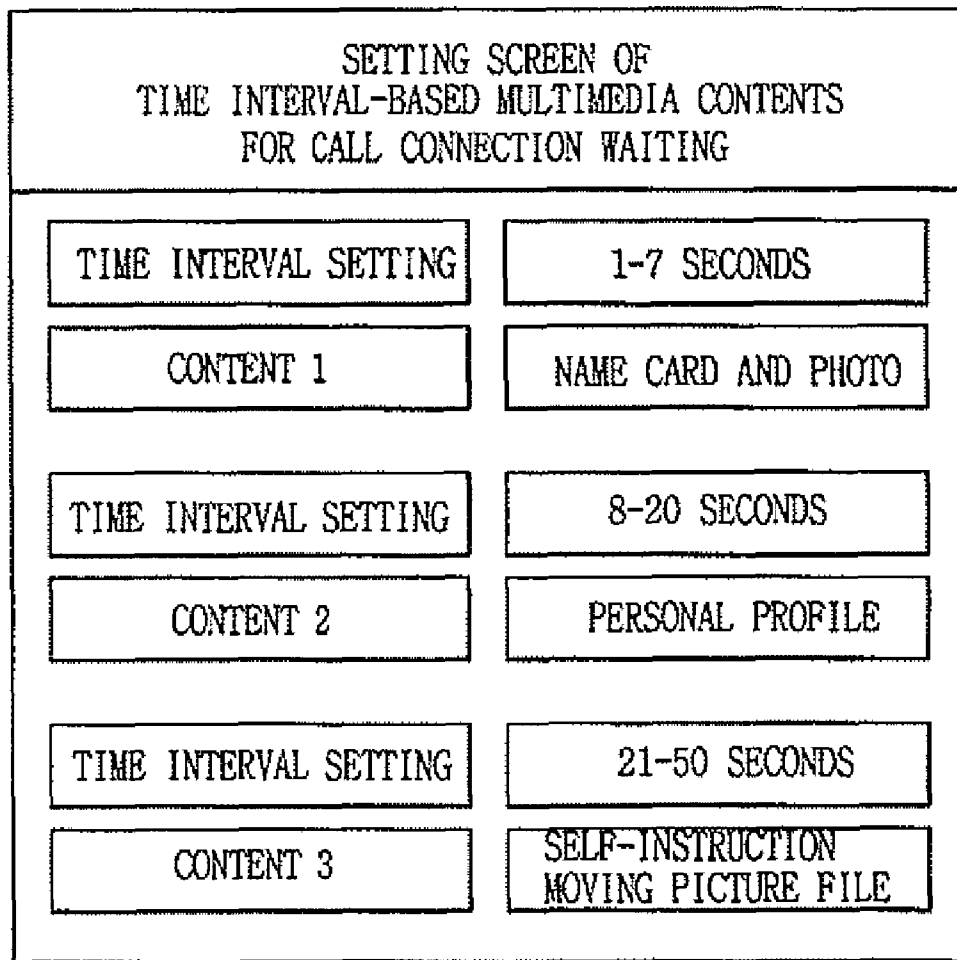 SETTING SCREEN OF
TIME INTERVAL-BASED MULTIMEDIA CONTENTS
FOR CALL CONNECTION WAITING
TIME INTERVAL SETTING
1-7 SECONDS
CONTENT 1
NAME CARD AND PHOTO
TIME INTERVAL SETTING
8-20 SECONDS
CONTENT 2
PERSONAL PROFILE
TIME INTERVAL SETTING
21-50 SECONDS
CONTENT 3
SELF-INSTRUCTION
MOVING PICTURE FILE